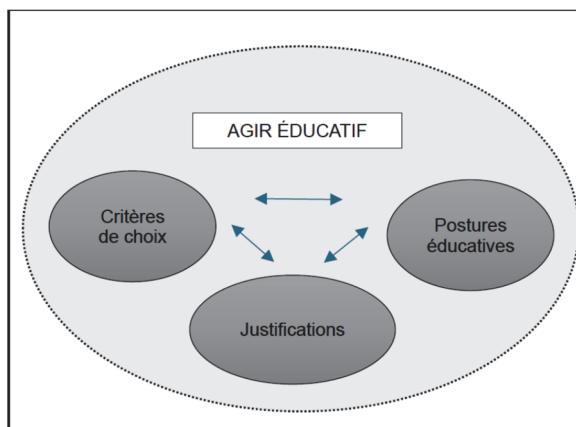 AGIR ÉDUCATIF
Critères
de choix
Postures
éducatives
Justifications